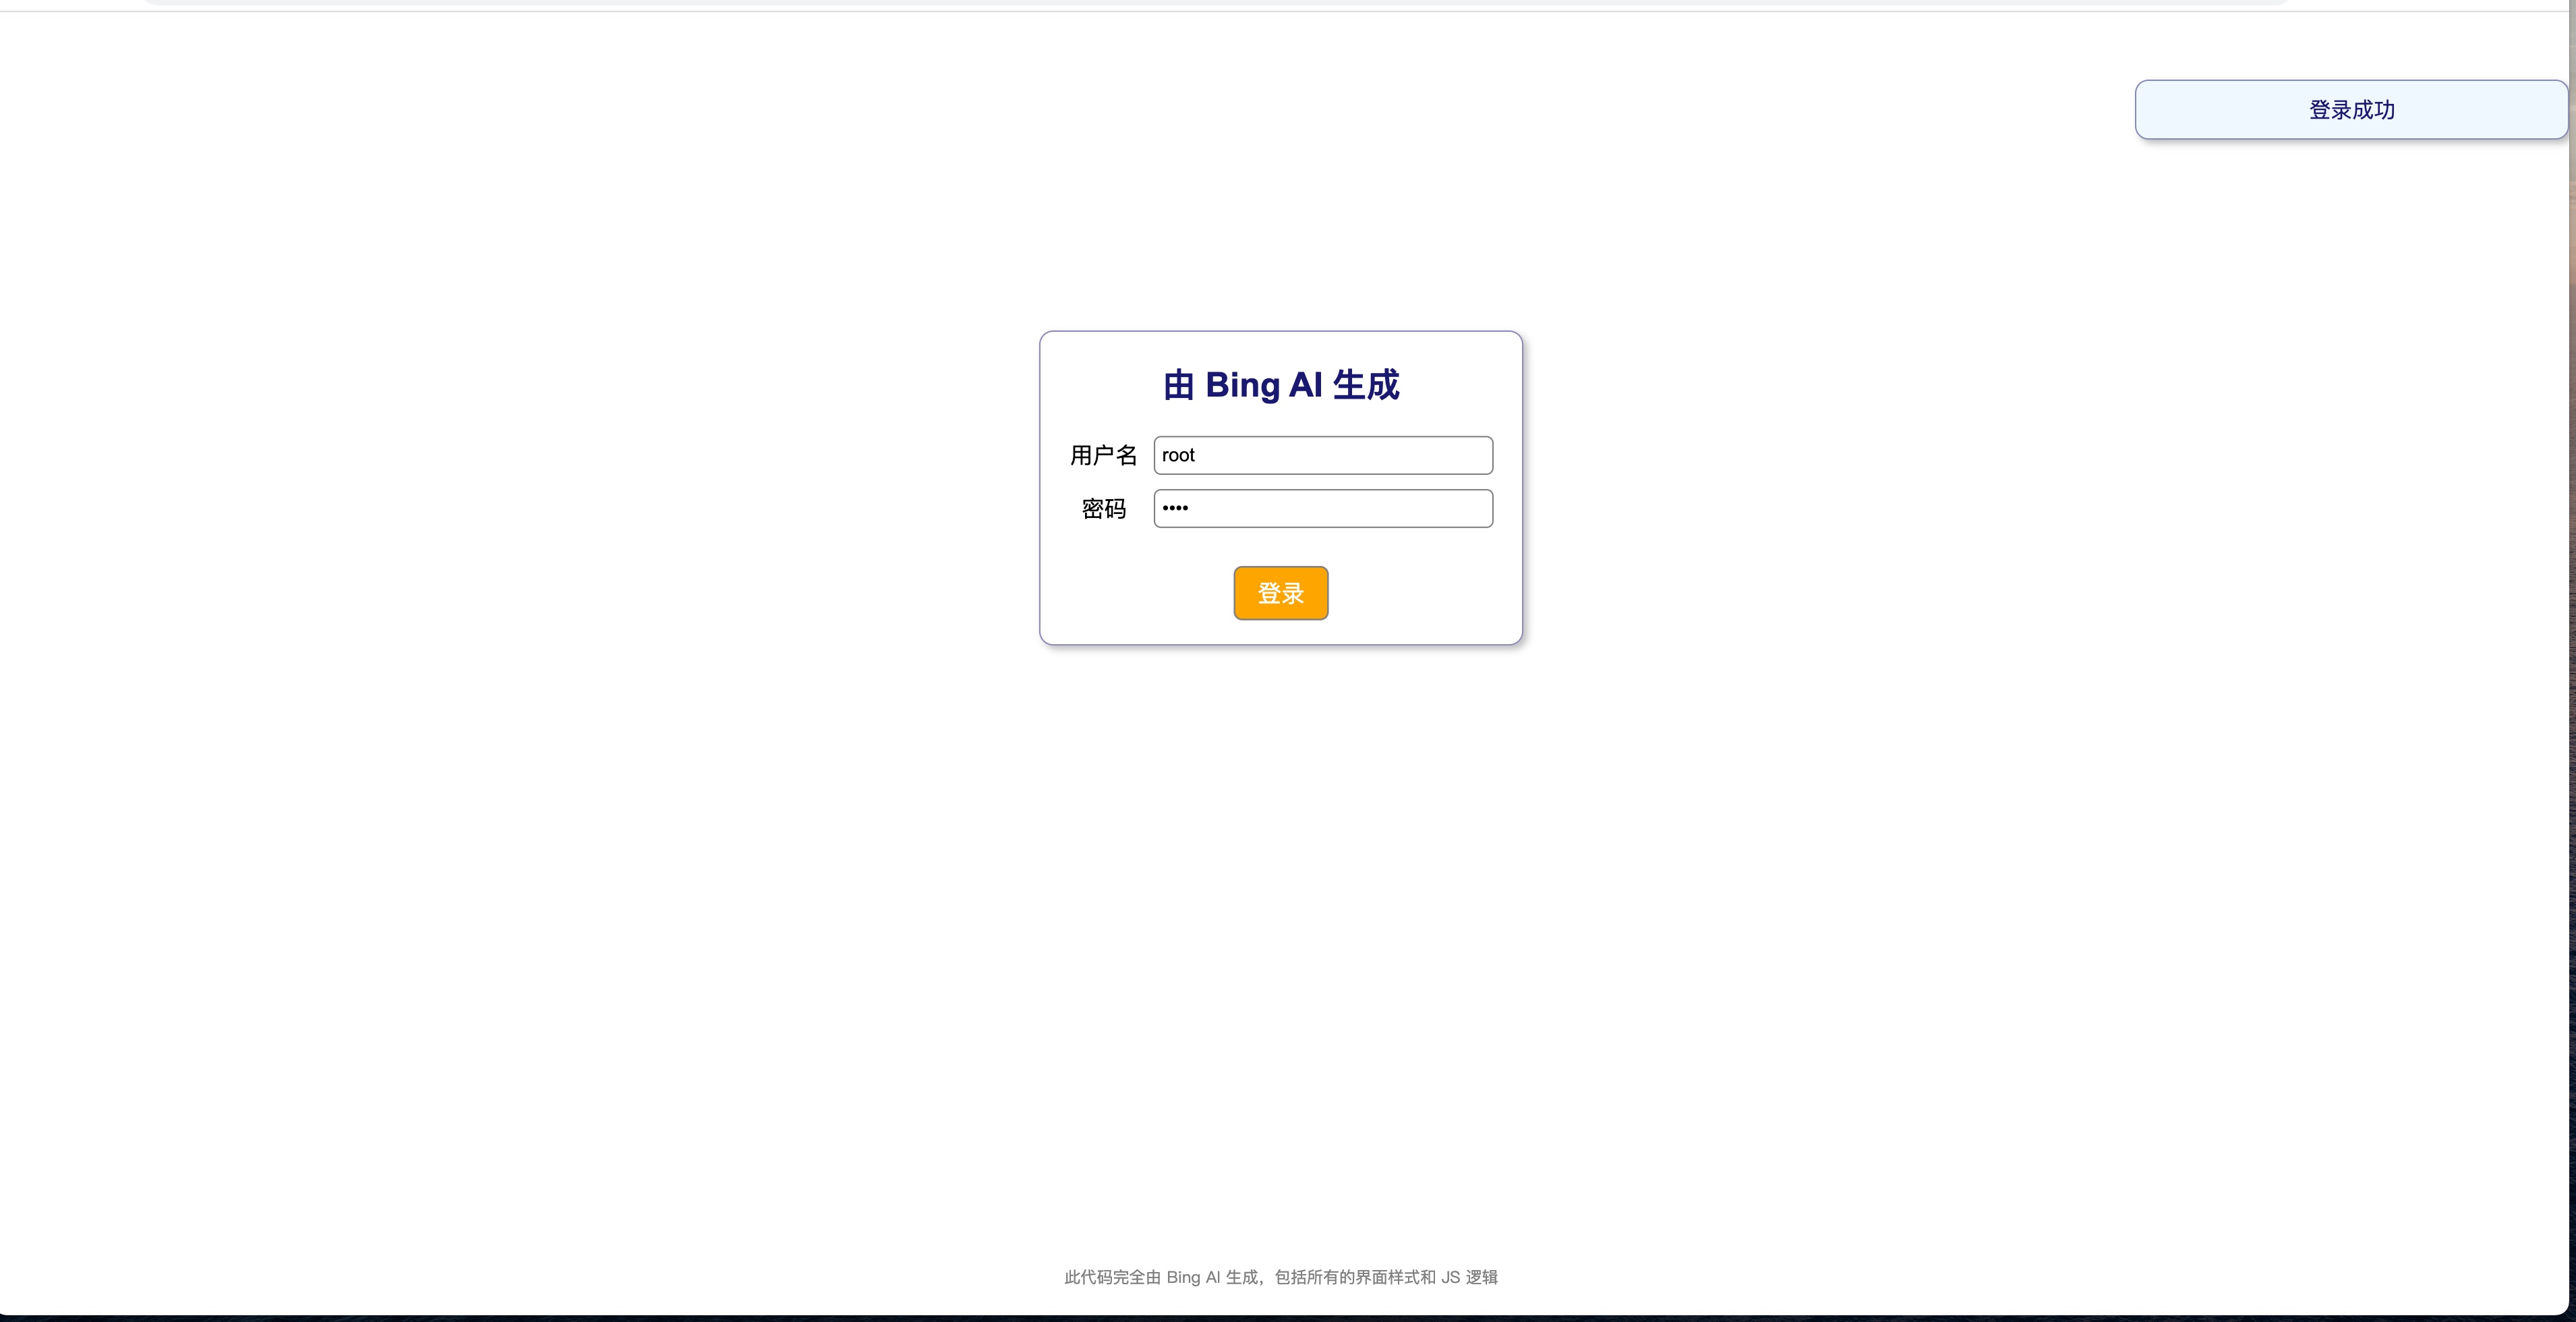 登录成功
由 Bing AI 生成
用户名 root
密码 ••••
登录
此代码完全由 Bing AI 生成，包括所有的界面样式和 JS 逻辑